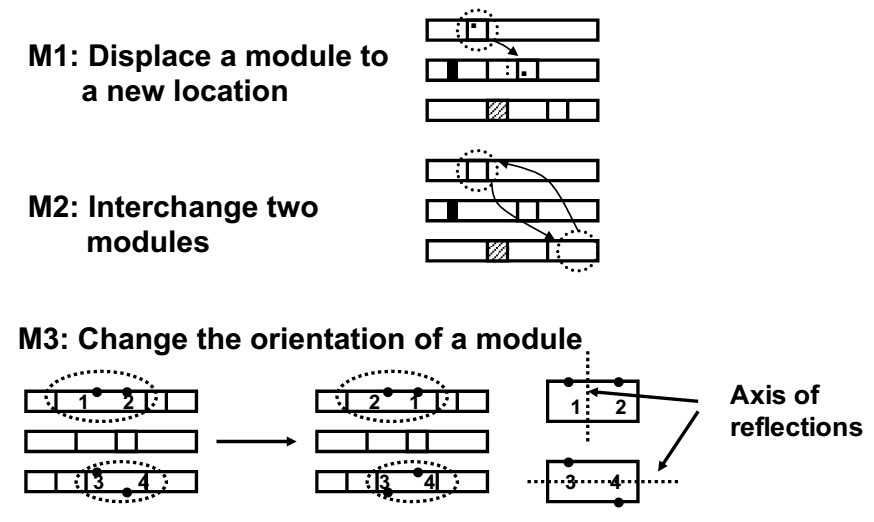 M1: Displace a module to
a new location
M2: Interchange two
modules
M3: Change the orientation of a module
1 2
2 1
1 2
Axis of
reflections
3 4
3 4
3 4